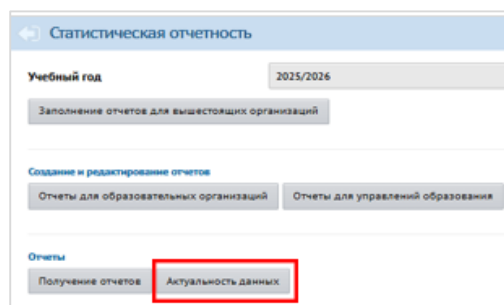 Статистическая отчетность
Учебный год 2025/2026
Заполнение отчетов для вышестоящих организаций
Создание и редактирование отчетов
Отчеты для образовательных организаций Отчеты для управлений образования
Отчеты
Получение отчетов Актуальность данных